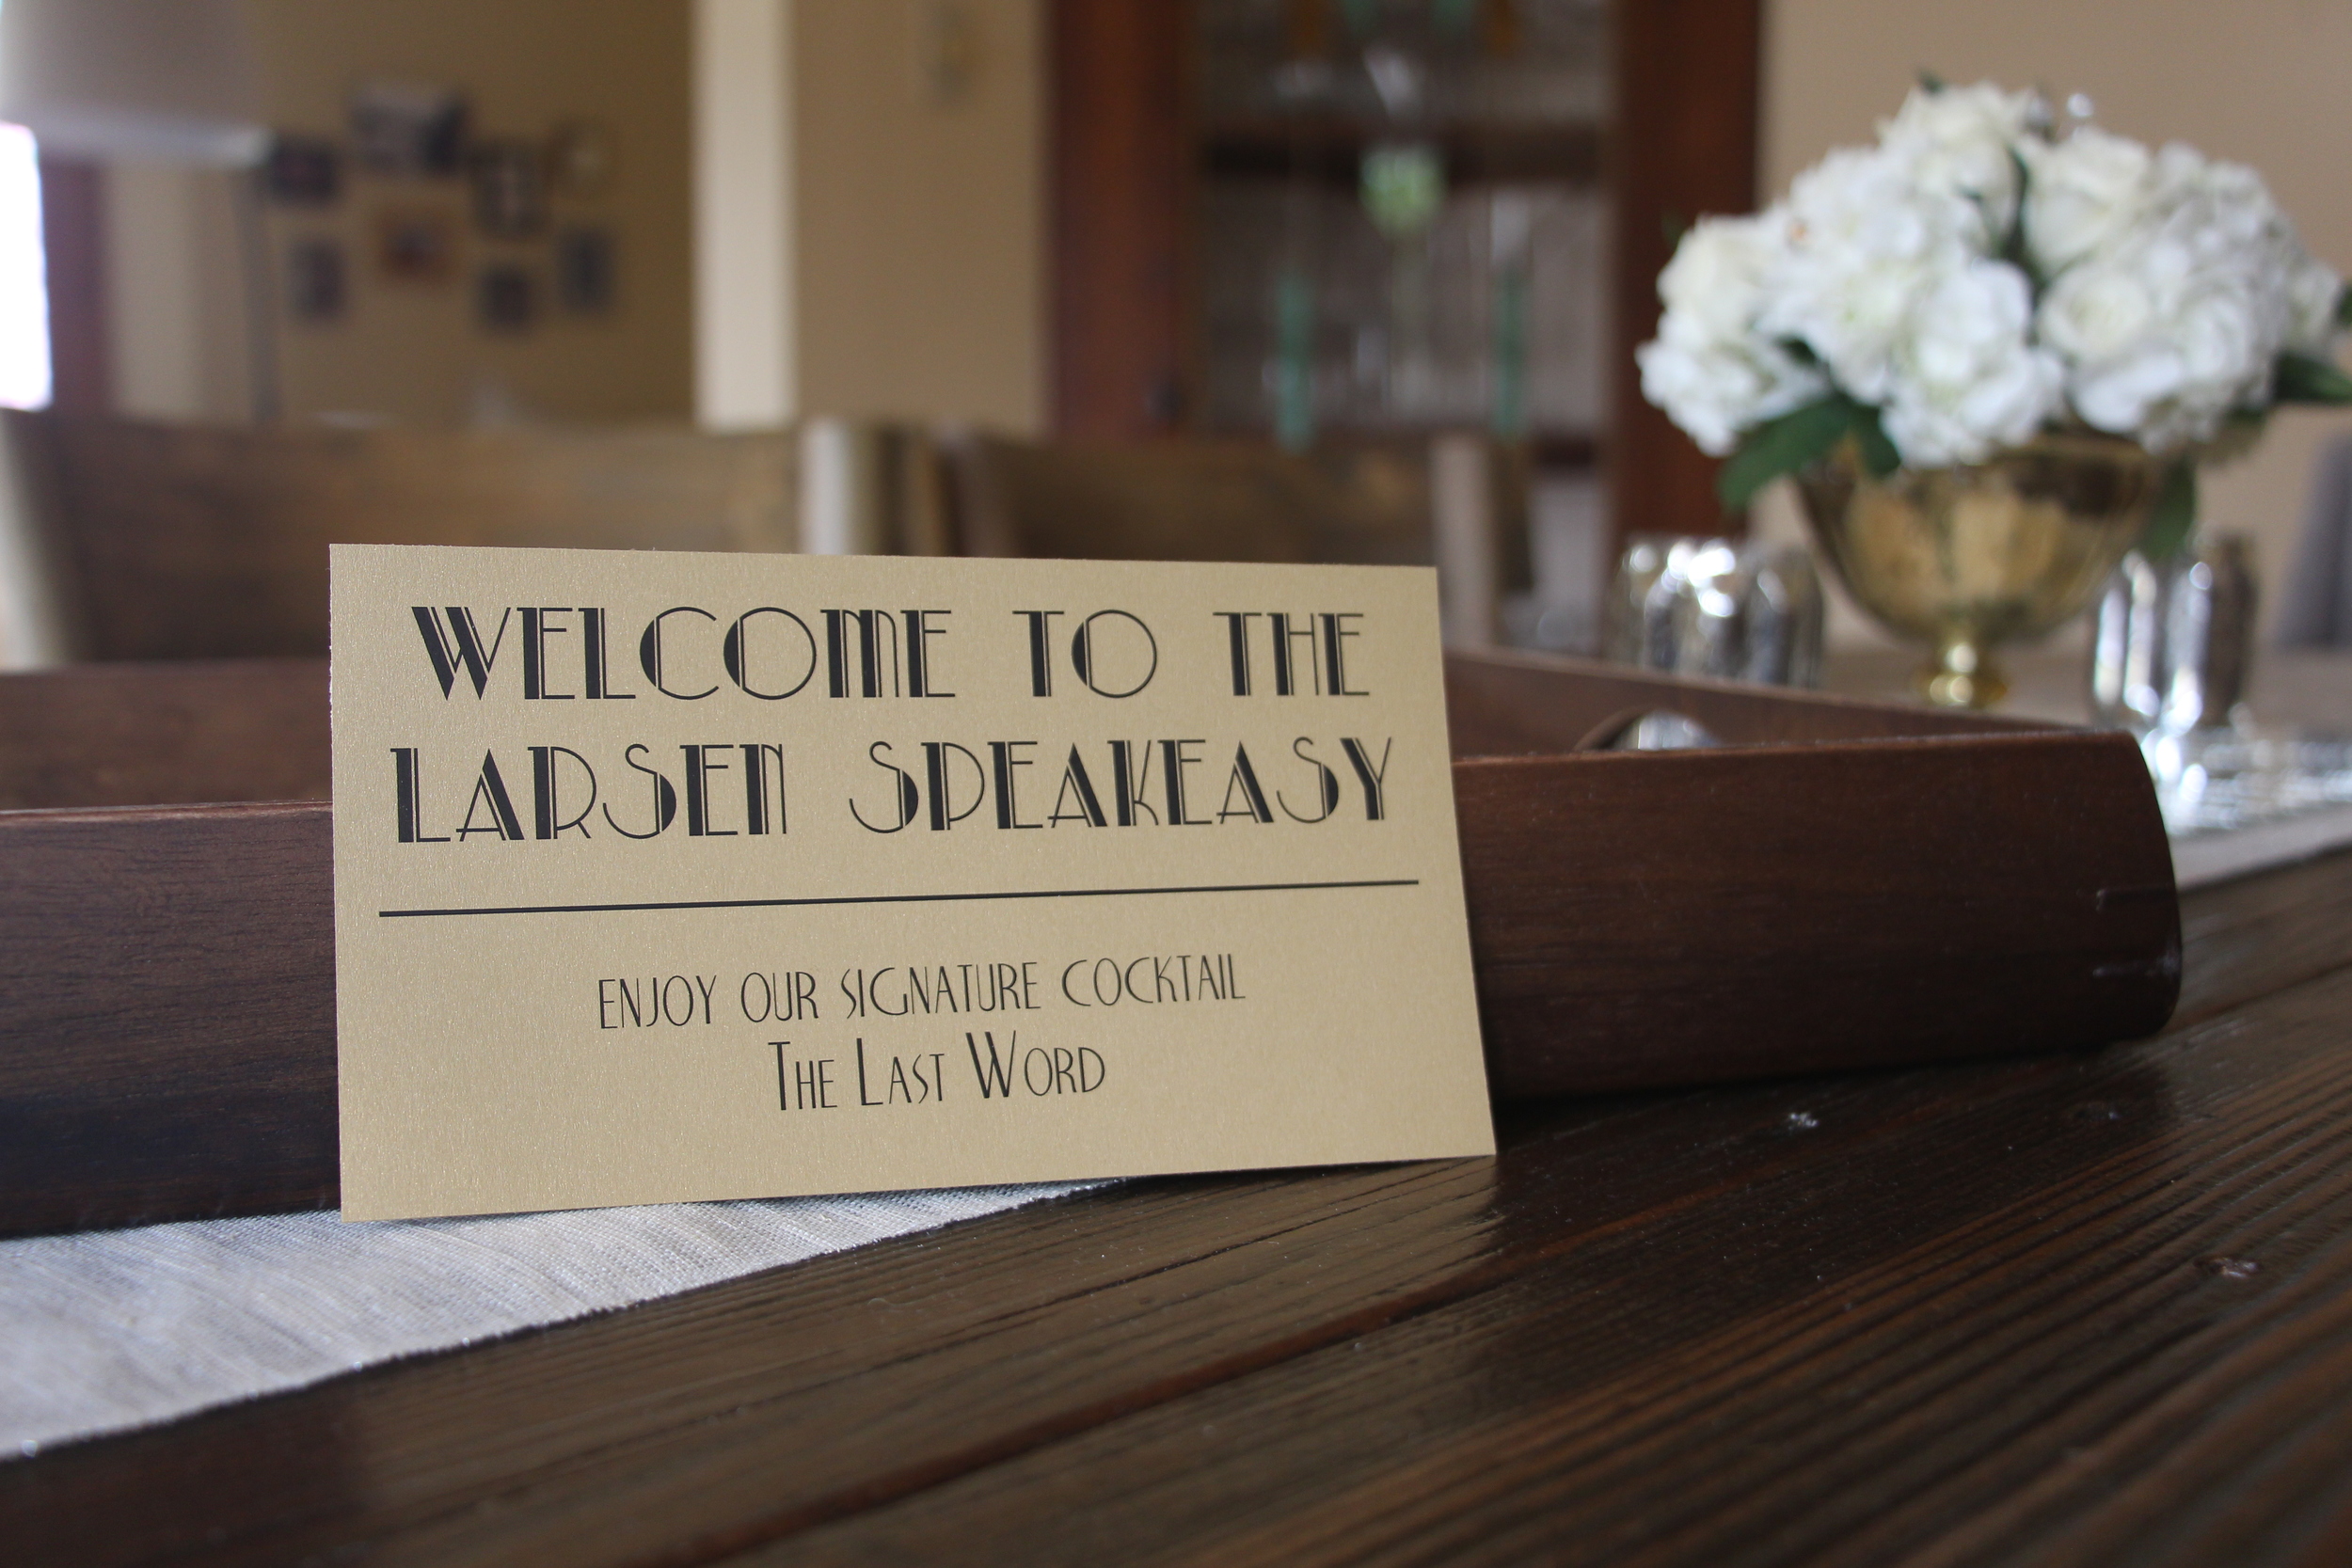 WELCOME TO THE
LARSEN SPEAKEASY
ENJOY OUR SIGNATURE COCKTAIL
THE LAST WORD